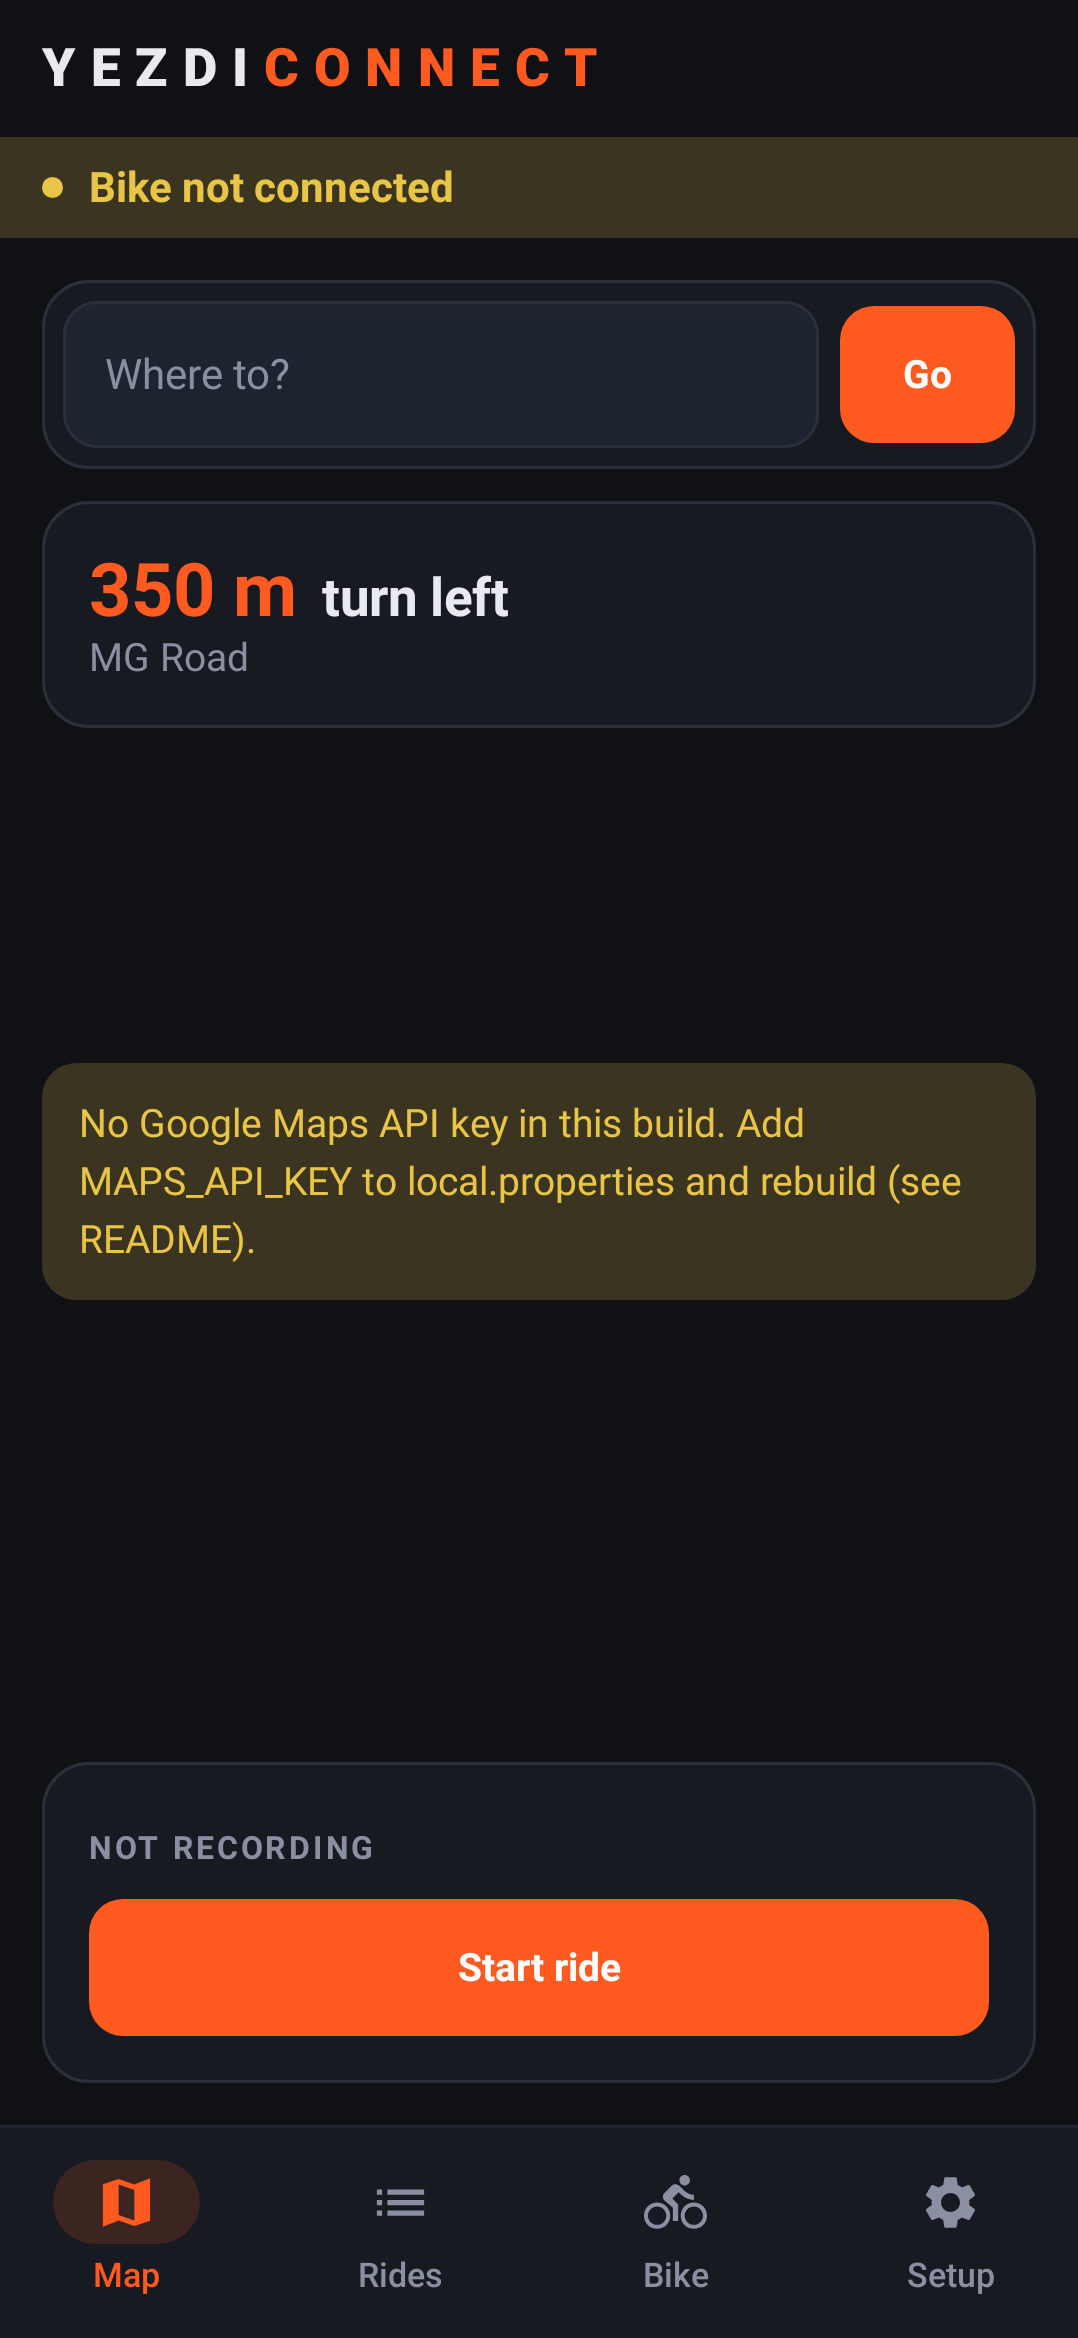 YEZDICONNECT
Bike not connected
Where to?
Go
350 m turn left
MG Road
No Google Maps API key in this build. Add
MAPS_API_KEY to local.properties and rebuild (see
README).
NOT RECORDING
Start ride
Map
Rides
Bike
Setup